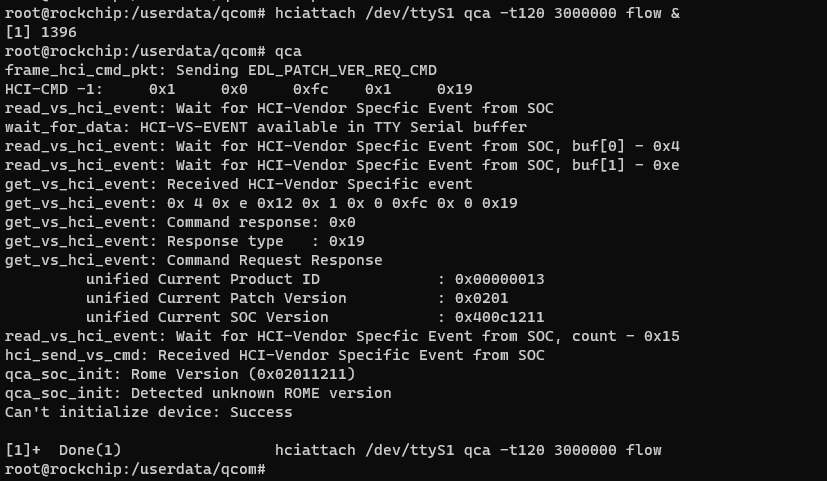 root@rockchip:/userdata/qcom# hciattach /dev/ttyS1 qca -t120 3000000 flow &
[1] 1396
root@rockchip:/userdata/qcom# qca
frame_hci_cmd_pkt: Sending EDL_PATCH_VER_REQ_CMD
HCI-CMD -1:     0x1     0x0     0xfc    0x1     0x19
read_vs_hci_event: Wait for HCI-Vendor Specfic Event from SOC
wait_for_data: HCI-VS-EVENT available in TTY Serial buffer
read_vs_hci_event: Wait for HCI-Vendor Specfic Event from SOC, buf[0] - 0x4
read_vs_hci_event: Wait for HCI-Vendor Specfic Event from SOC, buf[1] - 0xe
get_vs_hci_event: Received HCI-Vendor Specific event
get_vs_hci_event: 0x 4 0x e 0x12 0x 1 0x 0 0xfc 0x 0 0x19
get_vs_hci_event: Command response: 0x0
get_vs_hci_event: Response type   : 0x19
get_vs_hci_event: Command Request Response
         unified Current Product ID             : 0x00000013
         unified Current Patch Version          : 0x0201
         unified Current SOC Version            : 0x400c1211
read_vs_hci_event: Wait for HCI-Vendor Specfic Event from SOC, count - 0x15
hci_send_vs_cmd: Received HCI-Vendor Specific Event from SOC
qca_soc_init: Rome Version (0x02011211)
qca_soc_init: Detected unknown ROME version
Can't initialize device: Success
[1]+  Done(1)                 hciattach /dev/ttyS1 qca -t120 3000000 flow
root@rockchip:/userdata/qcom#